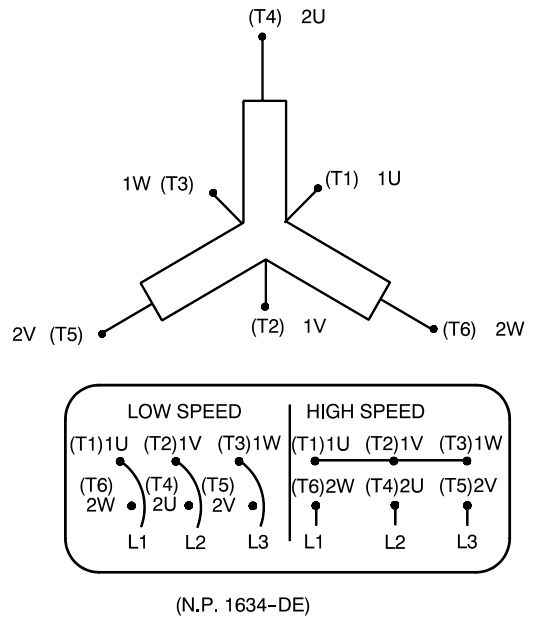 (T4) 2U
1W (T3)
(T1) 1U
2V (T5)
(T2) 1V
(T6) 2W
LOW SPEED
HIGH SPEED
(T1)1U (T2)1V (T3)1W
(T1)1U (T2)1V (T3)1W
(T6) (T4) (T5)
2W 2U 2V
(T6)2W (T4)2U (T5)2V
L1 L2 L3
L1 L2 L3
(N.P. 1634-DE)